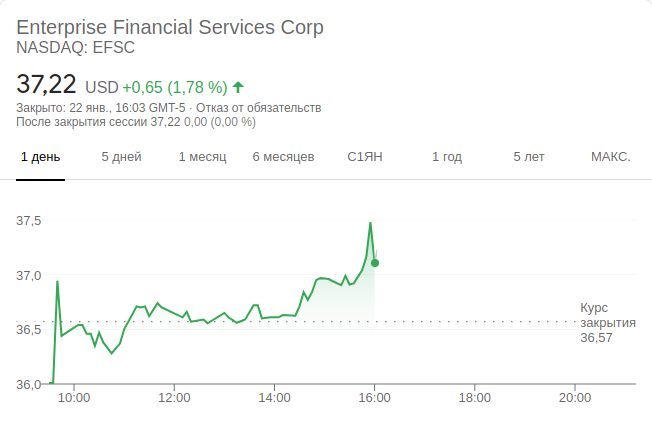 Enterprise Financial Services Corp
NASDAQ: EFSC
37,22 USD +0,65 (1,78 %)
Закрыто: 22 янв., 16:03 GMT-5 · Отказ от обязательств
После закрытия сессии 37,22 0,00 (0,00 %)
1 день 5 дней 1 месяц 6 месяцев С1ЯН 1 год 5 лет МАКС.
37,5
37,0
36,5
36,0
Курс
закрытия
36,57
10:00 12:00 14:00 16:00 18:00 20:00